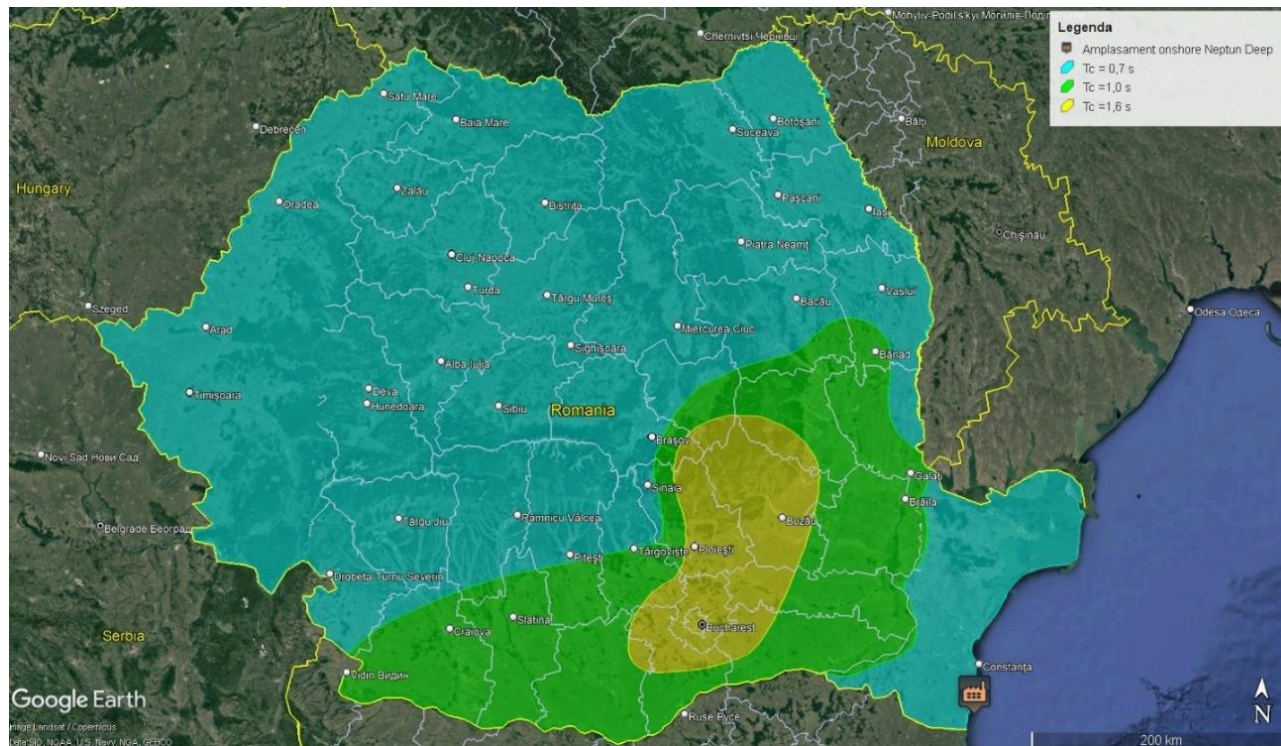 Legenda
Amplasament onshore Neptun Deep
Tc = 0,7 s
Tc =1,0 s
Tc =1,6 s
Mohyliv-Podil's'kyi Могилів-Поділ
Chernivtsi Чернівці
Satu Mare
Baia Mare
Botoșani
Suceava
Bălți
Debrecen
Moldova
Hungary
Zalău
Oradea
Bistrița
Pașcani
Iași
Chișinău
Piatra Neamț
Cluj-Napoca
Turda
Târgu Mureș
Bacău
Vaslui
Szeged
Odesa Одеса
Arad
Miercurea Ciuc
Sighișoara
Bârlad
Alba Iulia
Timișoara
Deva
Hunedoara
Sibiu
Romania
Brașov
Novi Sad Нови Сад
Galați
Sinaia
Brăila
Belgrade Београд
Târgu Jiu
Râmnicu Vâlcea
Buzău
Pitești
Târgoviște
Ploiești
Drobeta-Turnu Severin
Slatina
Craiova
Bucharest
Serbia
Vidin Видин
Constanța
Google Earth
Ruse Русе
N
Image Landsat / Copernicus
Data SIO, NOAA, U.S. Navy, NGA, GEBCO
200 km